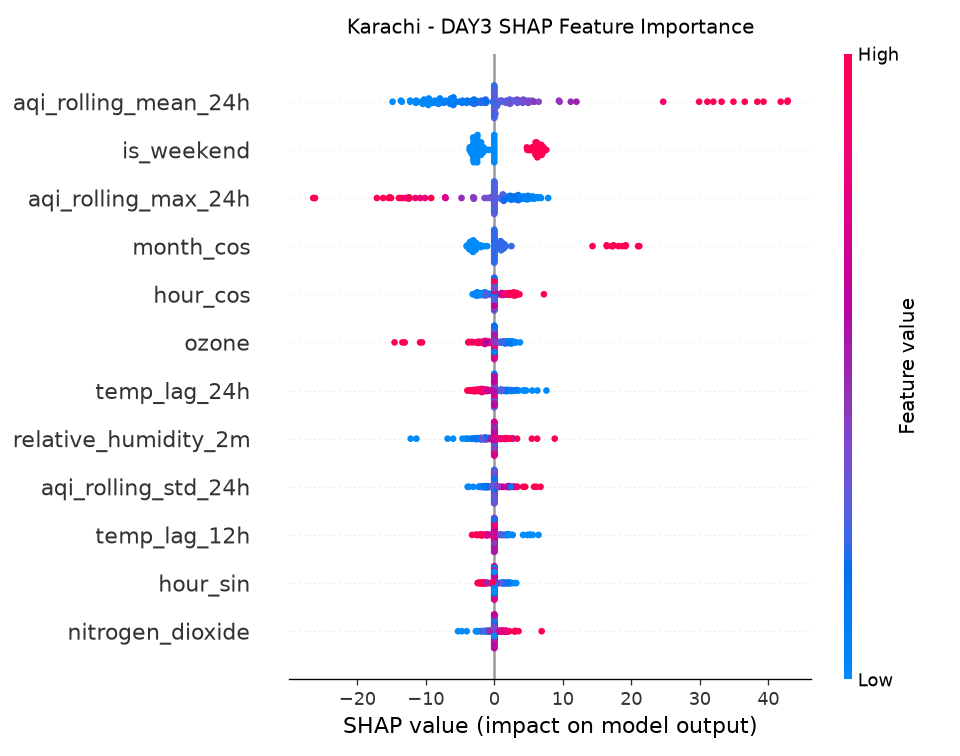 Karachi - DAY3 SHAP Feature Importance
High
aqi_rolling_mean_24h
is_weekend
aqi_rolling_max_24h
month_cos
hour_cos
ozone
temp_lag_24h
relative_humidity_2m
aqi_rolling_std_24h
temp_lag_12h
hour_sin
nitrogen_dioxide
Feature value
Low
−20 −10 0 10 20 30 40
SHAP value (impact on model output)